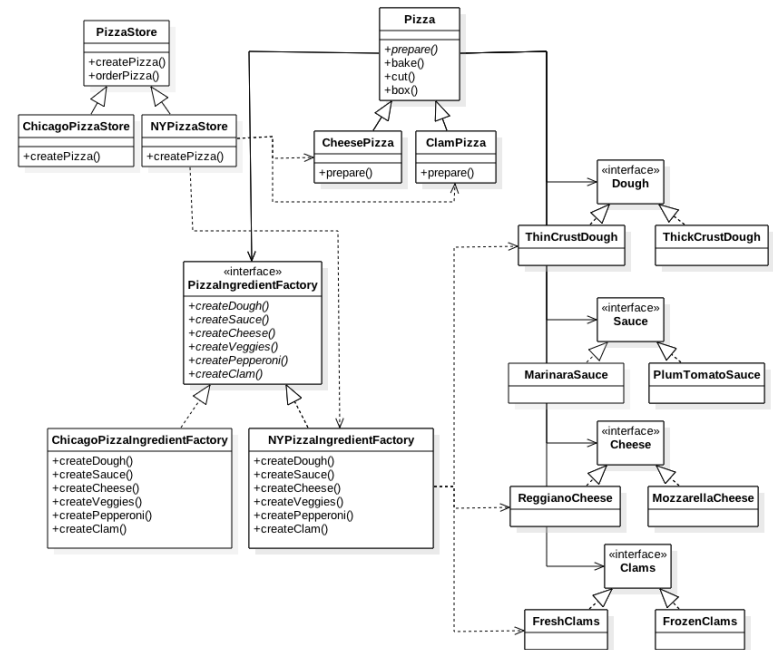 PizzaStore
+createPizza()
+orderPizza()
Pizza
+prepare()
+bake()
+cut()
+box()
ChicagoPizzaStore
+createPizza()
NYPizzaStore
+createPizza()
CheesePizza
+prepare()
ClamPizza
+prepare()
«interface»
Dough
ThinCrustDough
ThickCrustDough
«interface»
PizzaIngredientFactory
+createDough()
+createSauce()
+createCheese()
+createVeggies()
+createPepperoni()
+createClam()
«interface»
Sauce
MarinaraSauce
PlumTomatoSauce
ChicagoPizzaIngredientFactory
+createDough()
+createSauce()
+createCheese()
+createVeggies()
+createPepperoni()
+createClam()
NYPizzaIngredientFactory
+createDough()
+createSauce()
+createCheese()
+createVeggies()
+createPepperoni()
+createClam()
«interface»
Cheese
ReggianoCheese
MozzarellaCheese
«interface»
Clams
FreshClams
FrozenClams